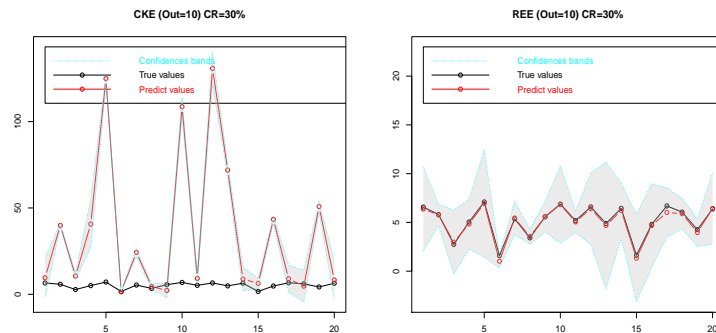 CKE (Out=10) CR=30%
Confidences bands
True values
Predict values
100
50
0
5
10
15
20
REE (Out=10) CR=30%
Confidences bands
True values
Predict values
20
15
10
5
0
5
10
15
20